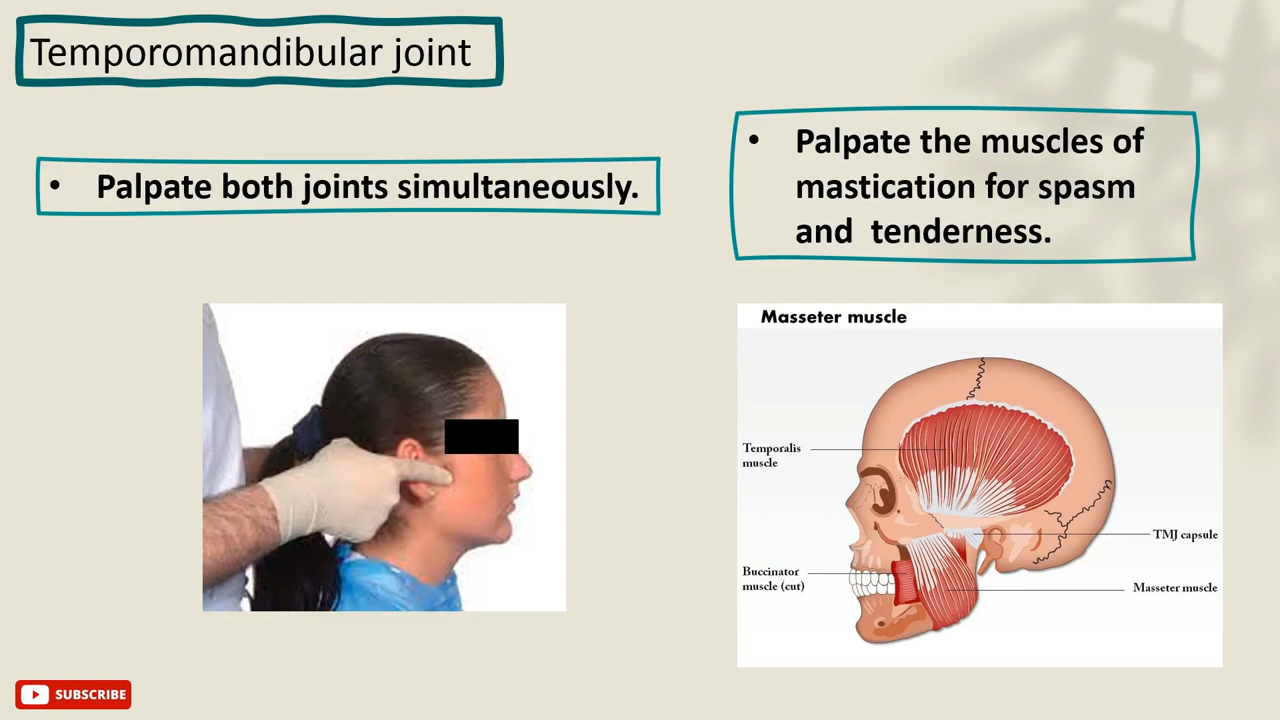 Temporomandibular joint
• Palpate both joints simultaneously.
• Palpate the muscles of
mastication for spasm
and tenderness.
Masseter muscle
Temporalis
muscle
TMJ capsule
Buccinator
muscle (cut)
Masseter muscle
SUBSCRIBE